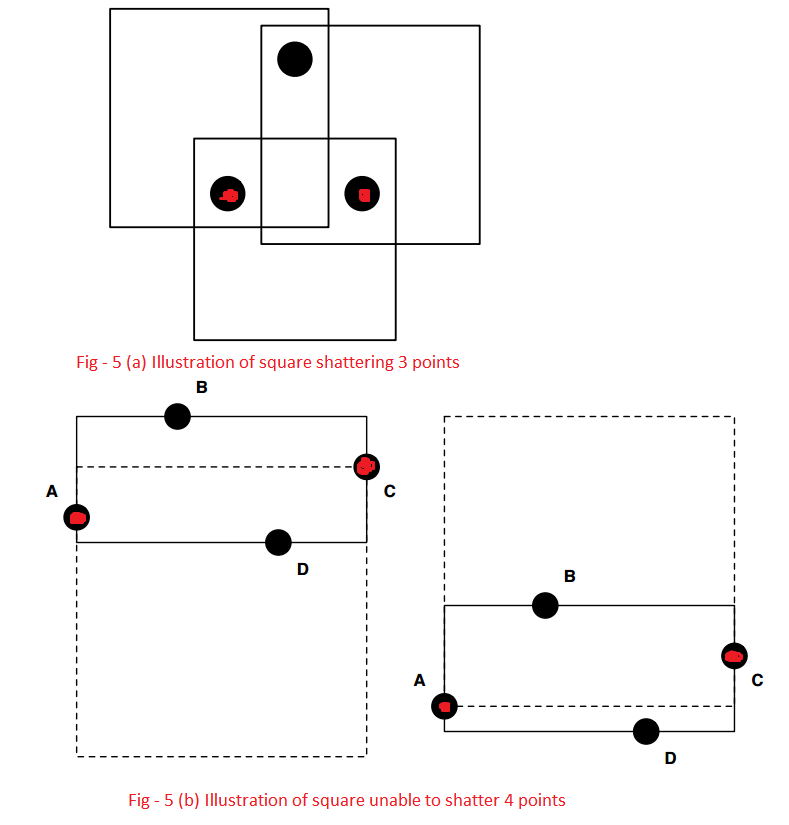 Fig - 5 (a) Illustration of square shattering 3 points
B
A
C
D
B
A
C
D
Fig - 5 (b) Illustration of square unable to shatter 4 points